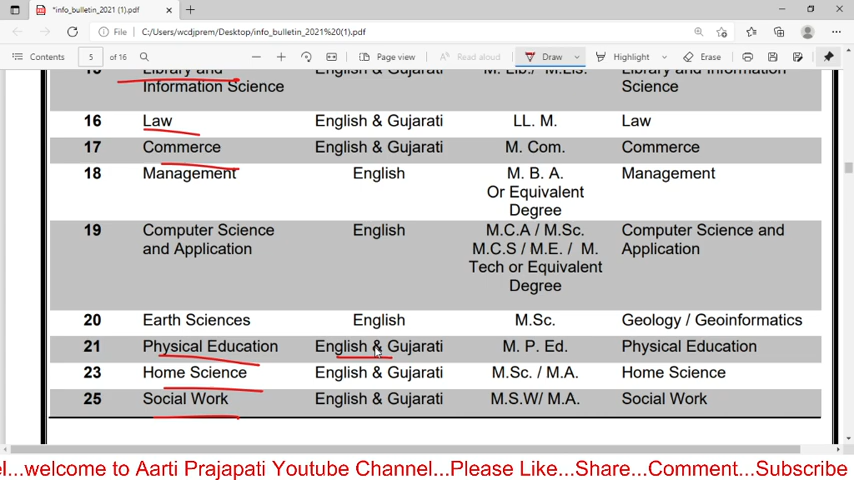 *info_bulletin_2021 (1).pdf
File
C:/Users/wcdjprem/Desktop/info_bulletin_2021%20(1).pdf
Contents 5 of 16 Page view Read aloud Draw Highlight Erase
15 Library and English & Gujarati M. Lib./ M.Lis. Library and Information
Information Science Science
16 Law English & Gujarati LL. M. Law
17 Commerce English & Gujarati M. Com. Commerce
18 Management English M. B. A. Management
Or Equivalent
Degree
19 Computer Science English M.C.A / M.Sc. Computer Science and
and Application M.C.S / M.E. / M. Application
Tech or Equivalent
Degree
20 Earth Sciences English M.Sc. Geology / Geoinformatics
21 Physical Education English & Gujarati M. P. Ed. Physical Education
23 Home Science English & Gujarati M.Sc. / M.A. Home Science
25 Social Work English & Gujarati M.S.W/ M.A. Social Work
el...welcome to Aarti Prajapati Youtube Channel...Please Like...Share...Comment...Subscribe